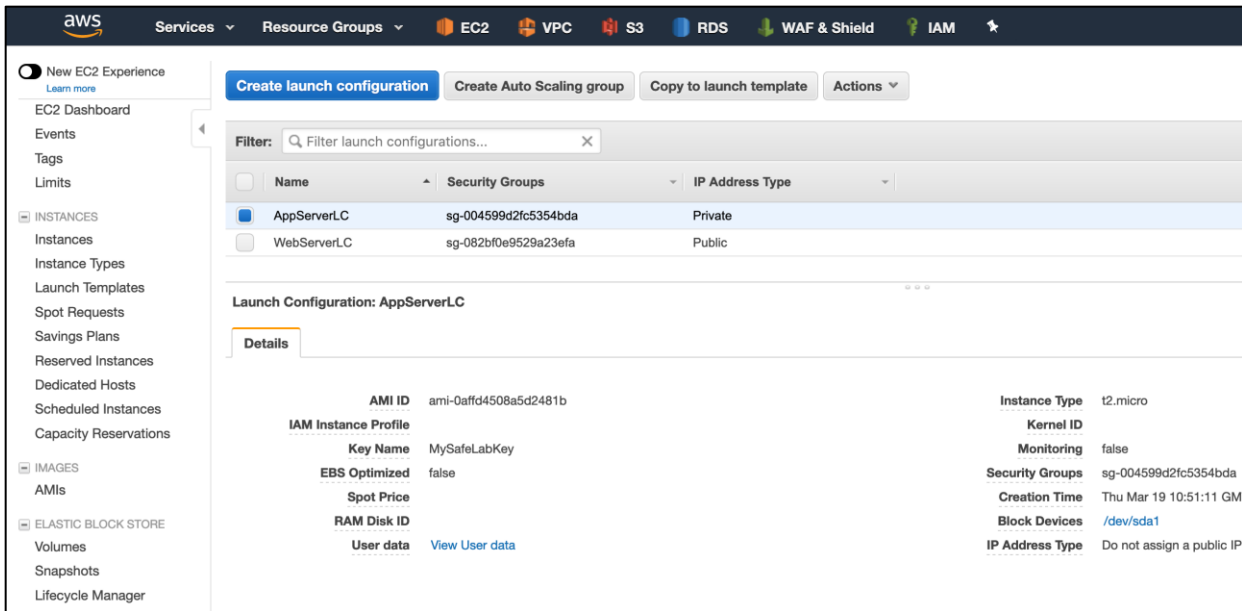 aws
Services
Resource Groups
EC2
VPC
S3
RDS
WAF & Shield
IAM
New EC2 Experience
Learn more
EC2 Dashboard
Events
Tags
Limits
INSTANCES
Instances
Instance Types
Launch Templates
Spot Requests
Savings Plans
Reserved Instances
Dedicated Hosts
Scheduled Instances
Capacity Reservations
IMAGES
AMIs
ELASTIC BLOCK STORE
Volumes
Snapshots
Lifecycle Manager
Create launch configuration
Create Auto Scaling group
Copy to launch template
Actions
Filter: Filter launch configurations...
Name Security Groups IP Address Type
AppServerLC sg-004599d2fc5354bda Private
WebServerLC sg-082bf0e9529a23efa Public
Launch Configuration: AppServerLC
Details
AMI ID ami-0affd4508a5d2481b
IAM Instance Profile
Key Name MySafeLabKey
EBS Optimized false
Spot Price
RAM Disk ID
User data View User data
Instance Type t2.micro
Kernel ID
Monitoring false
Security Groups sg-004599d2fc5354bda
Creation Time Thu Mar 19 10:51:11 GM
Block Devices /dev/sda1
IP Address Type Do not assign a public IP